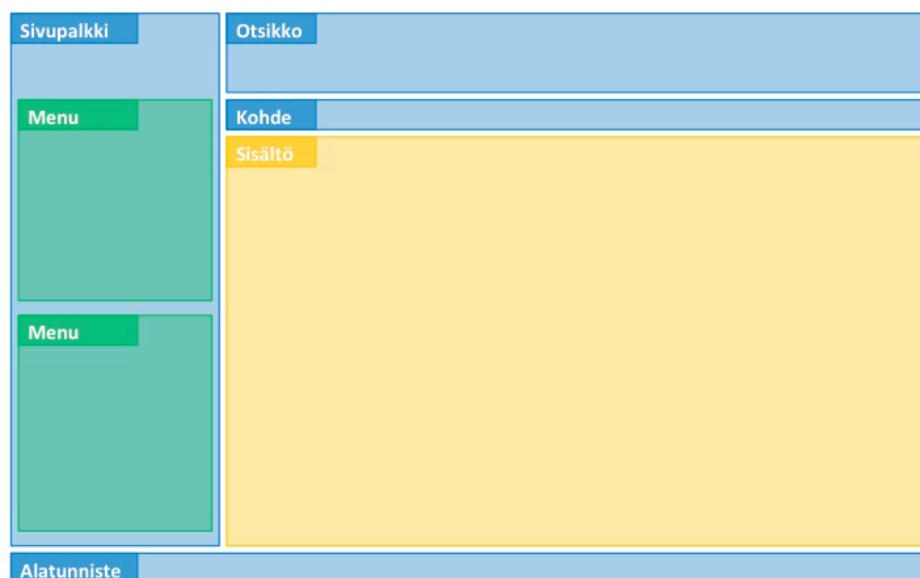 Sivupalkki
Otsikko
Menu
Kohde
Sisältö
Menu
Alatunniste